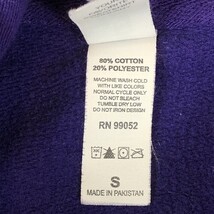 80% COTTON
20% POLYESTER
MACHINE WASH COLD
WITH LIKE COLORS
NORMAL CYCLE ONLY
DO NOT BLEACH
TUMBLE DRY LOW
DO NOT IRON DESIGN
RN 99052
S
MADE IN PAKISTAN